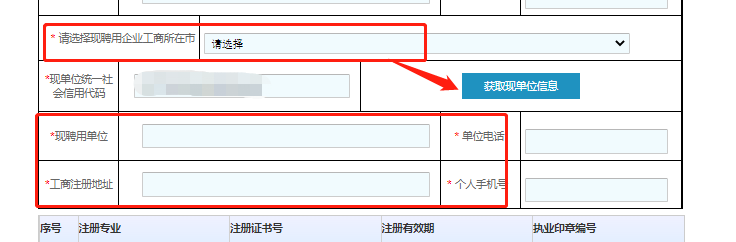 * 请选择现聘用企业工商所在市 请选择
*现单位统一社会信用代码 获取现单位信息
*现聘用单位 * 单位电话
*工商注册地址 * 个人手机号
序号 注册专业 注册证书号 注册有效期 执业印章编号